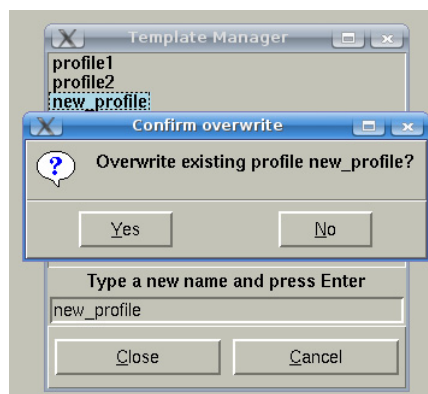 Template Manager
profile1
profile2
new_profile
Confirm overwrite
Overwrite existing profile new_profile?
Yes No
Type a new name and press Enter
new_profile
Close Cancel